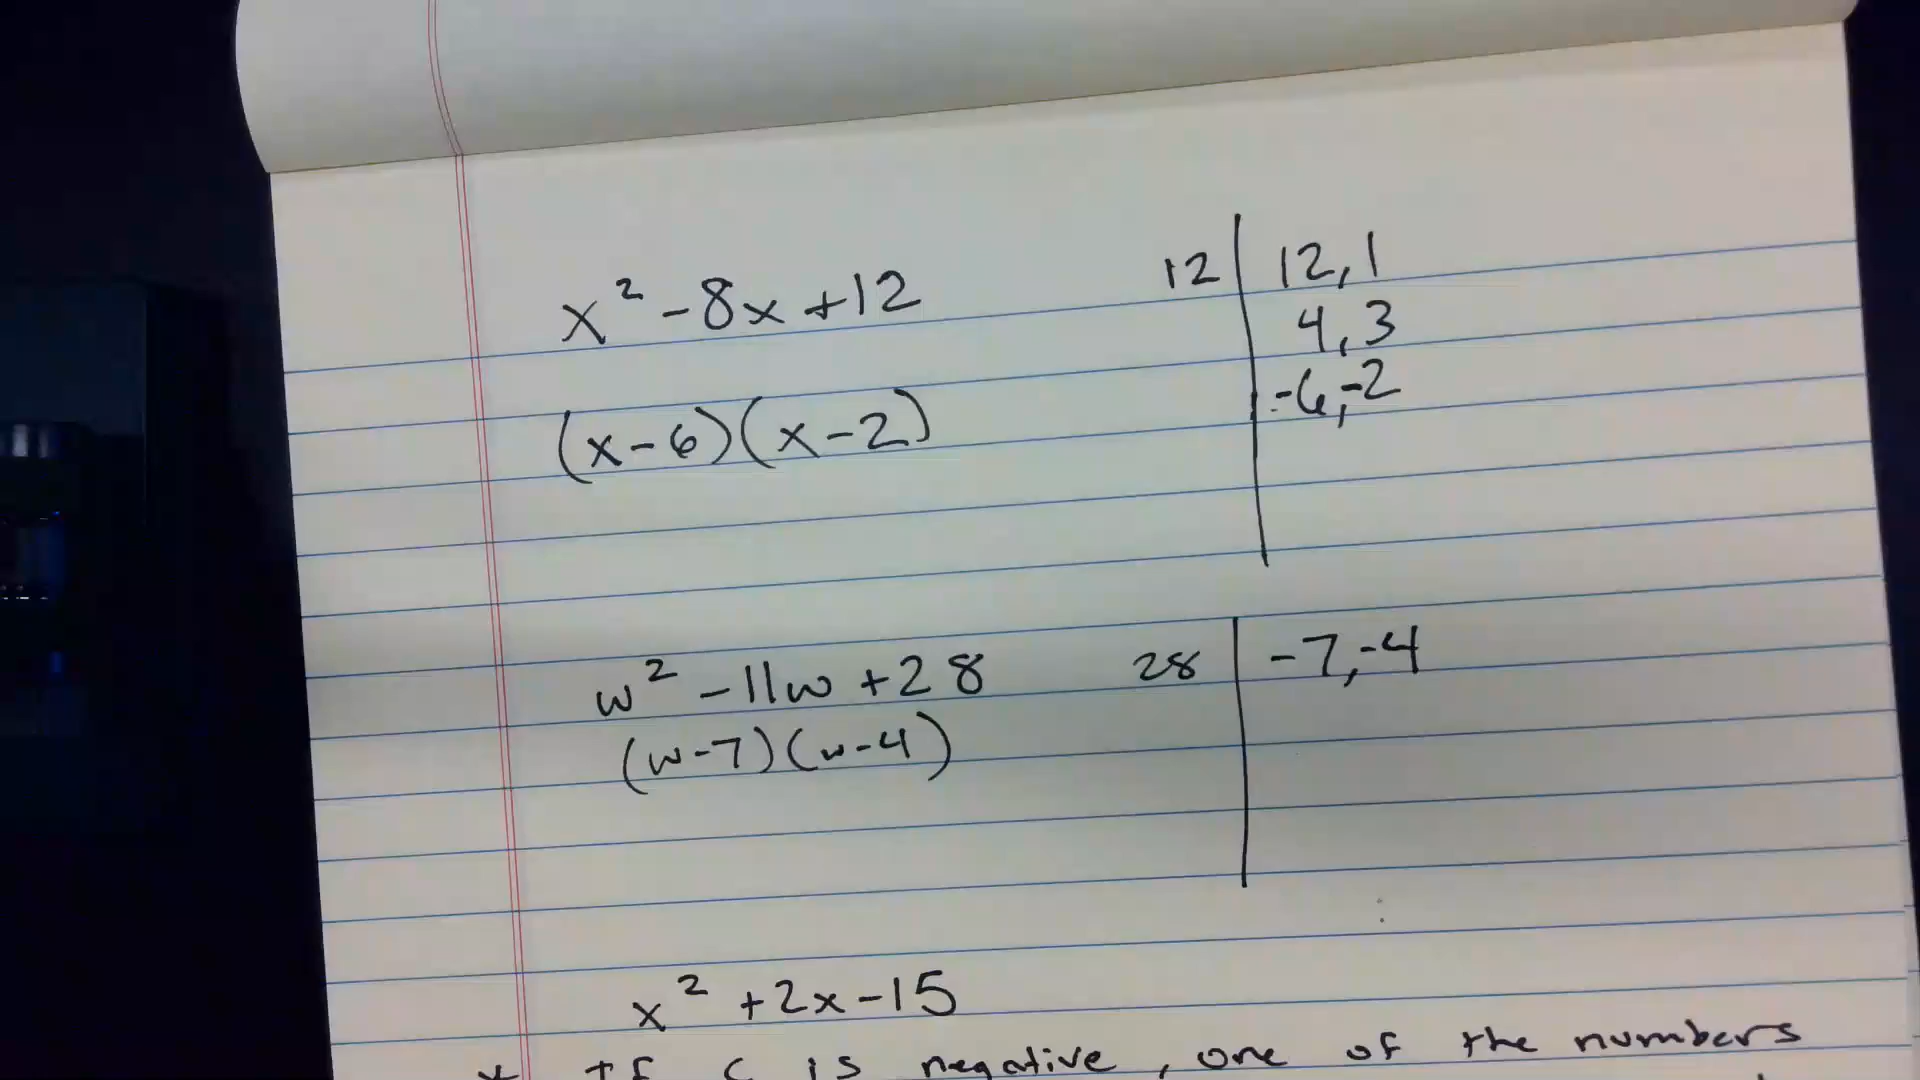 x² - 8x + 12
12 | 12, 1
4, 3
-6, -2
(x - 6)(x - 2)
w² - 11w + 28
28 | -7, -4
(w - 7)(w - 4)
x² + 2x - 15
* If C is negative, one of the numbers